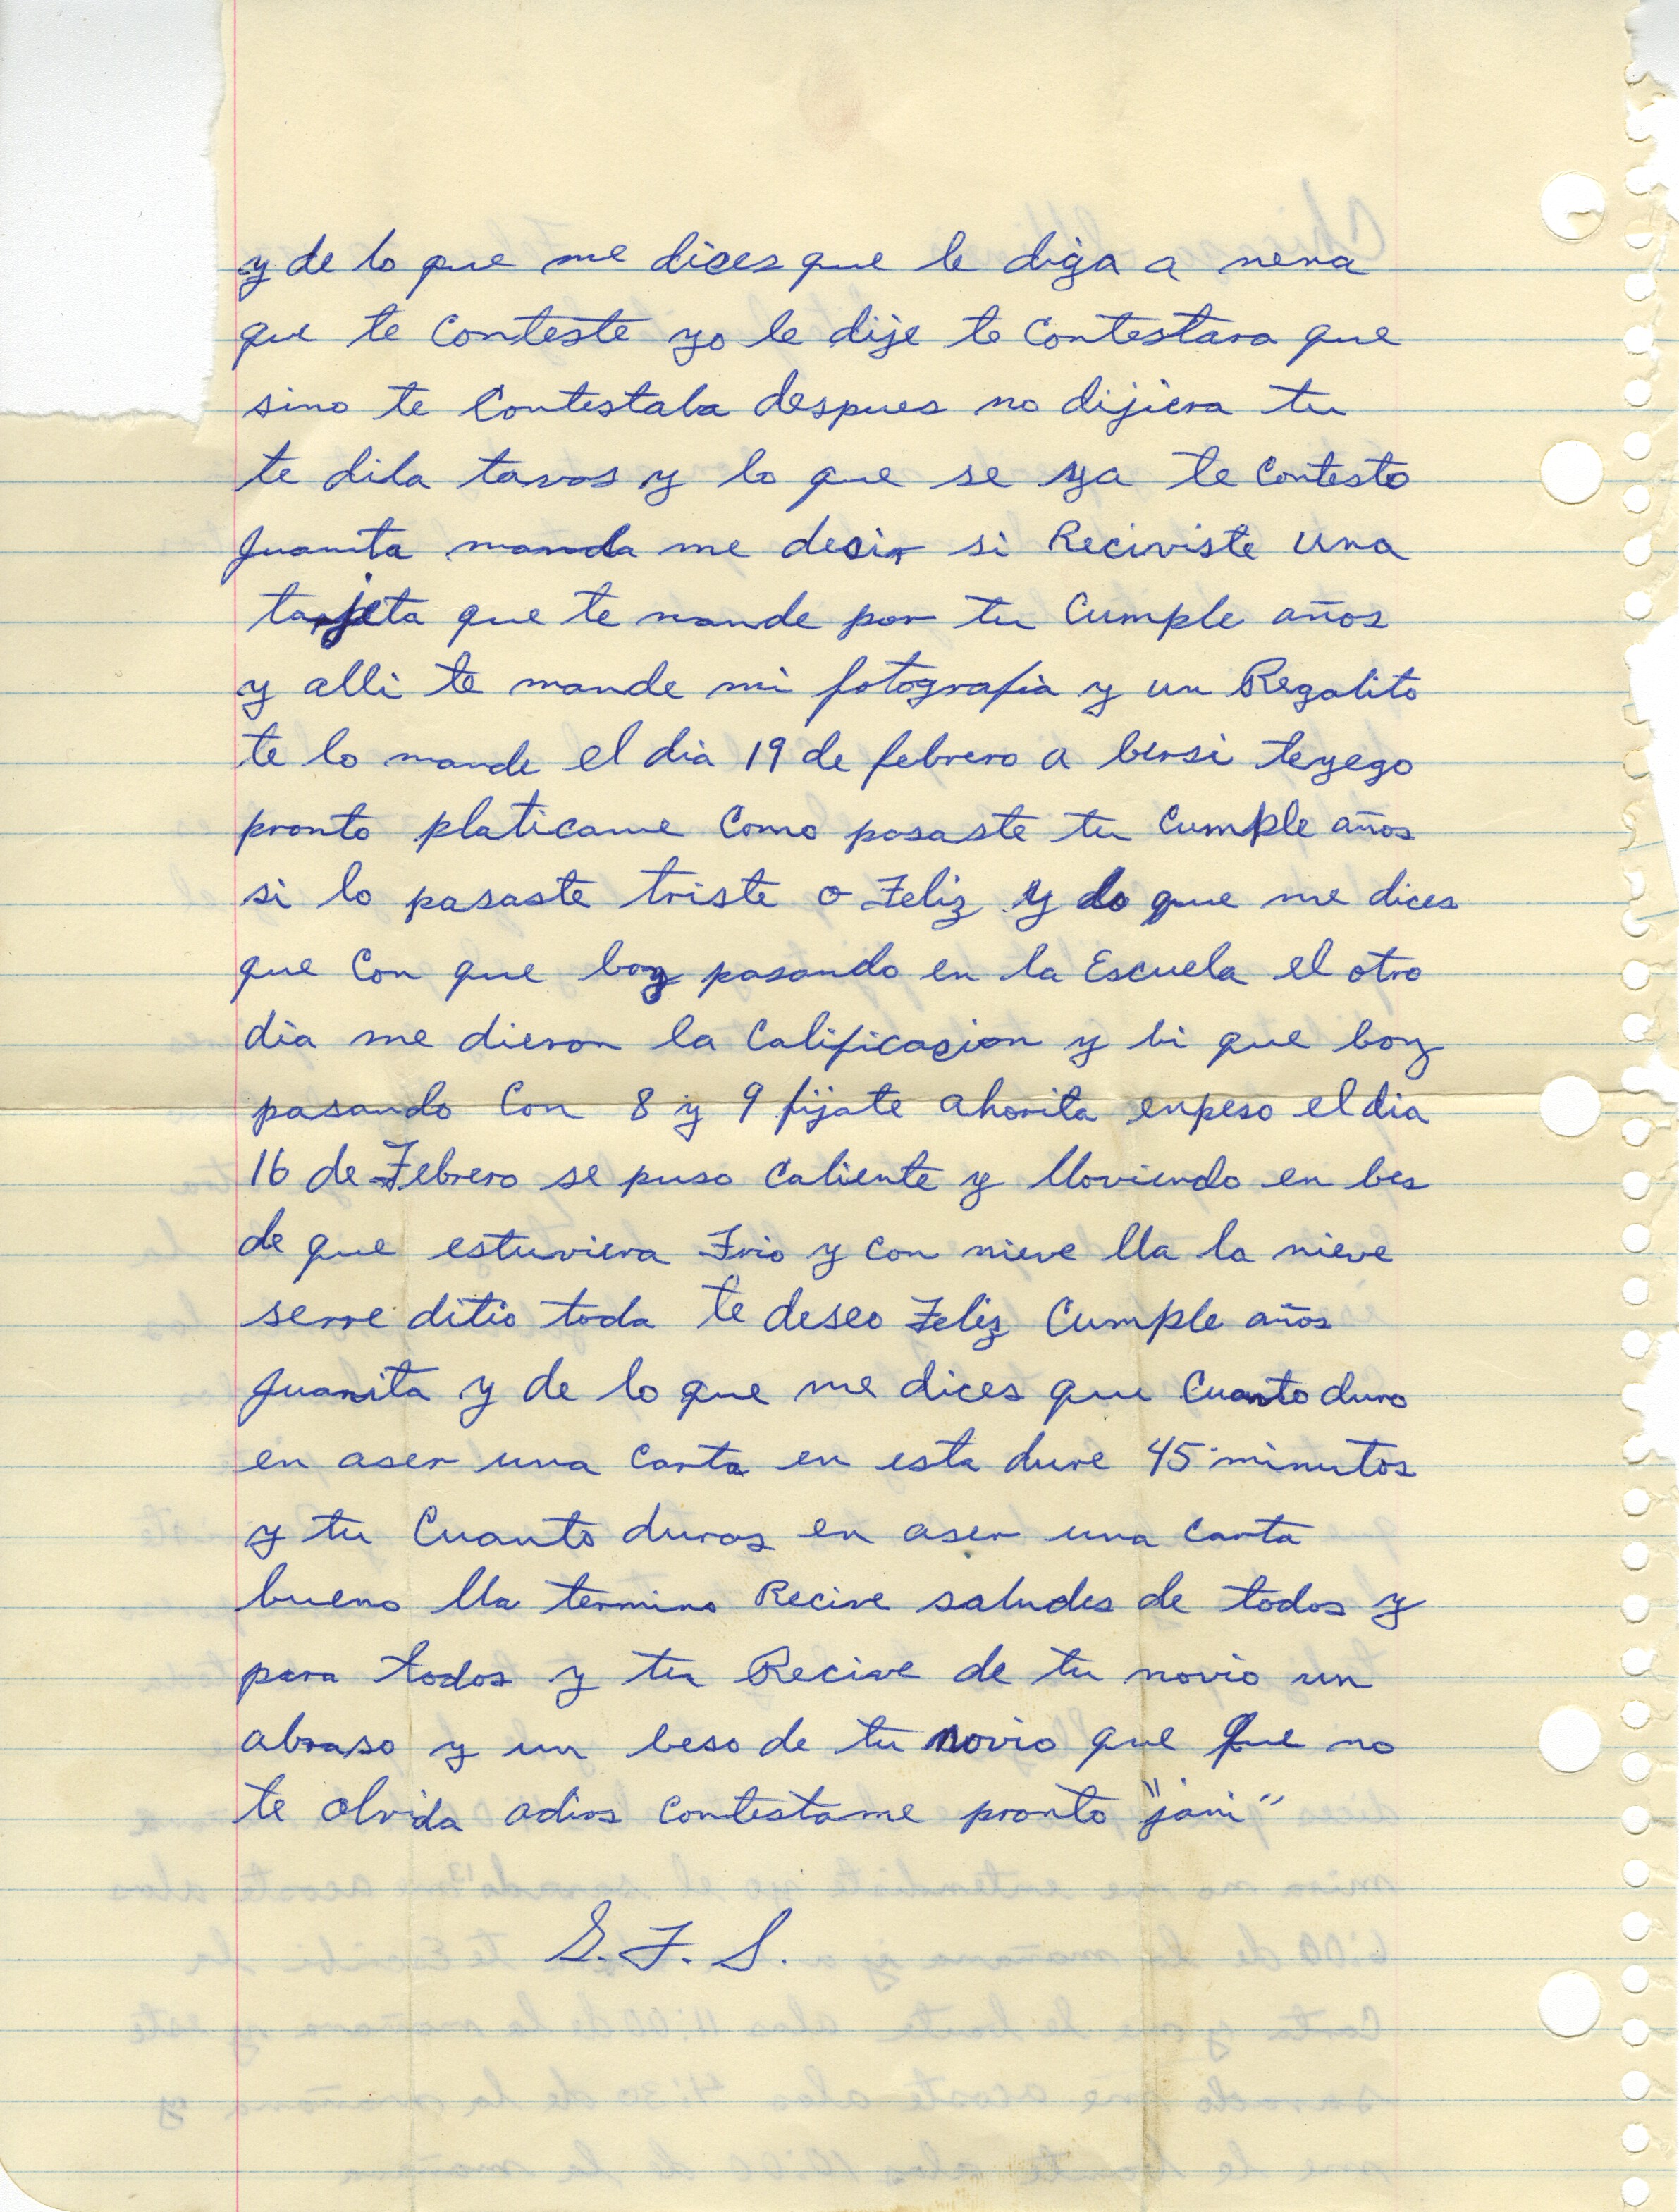 y de lo que me dices que le diga a nena
que te conteste yo le dije te contestara que
sino te contestaba despues no dijiera tu
te dila tavas y lo que se ya te contesto
Juanita manda me desir si Reciviste una
tarjeta que te mande por tu Cumple años
y alli te mande mi fotografia y un Regalito
te lo mande el dia 19 de febrero a bersi teyego
pronto platicame Como pasaste tu Cumple años
si lo pasaste triste o Feliz y do que me dices
que Con que boy pasando en la Escuela el otro
dia me dieron la Calificasion y bi que boy
pasando Con 8 y 9 fijate ahorita enpeso el dia
16 de Febrero se puso Caliente y lloviendo en bes
de que estuviera Frio y con nieve lla la nieve
serre ditio toda te deseo Feliz Cumple años
Juanita y de lo que me dices que Cuanto duro
en aser una Carta en esta dure 45 minutos
y tu Cuanto duras en aser una carta
bueno lla termino Recive saludes de todos y
para todos y tu Recive de tu novio un
abraso y un beso de tu novio que que no
te olvida adios contestame pronto "jani"
S. F. S.